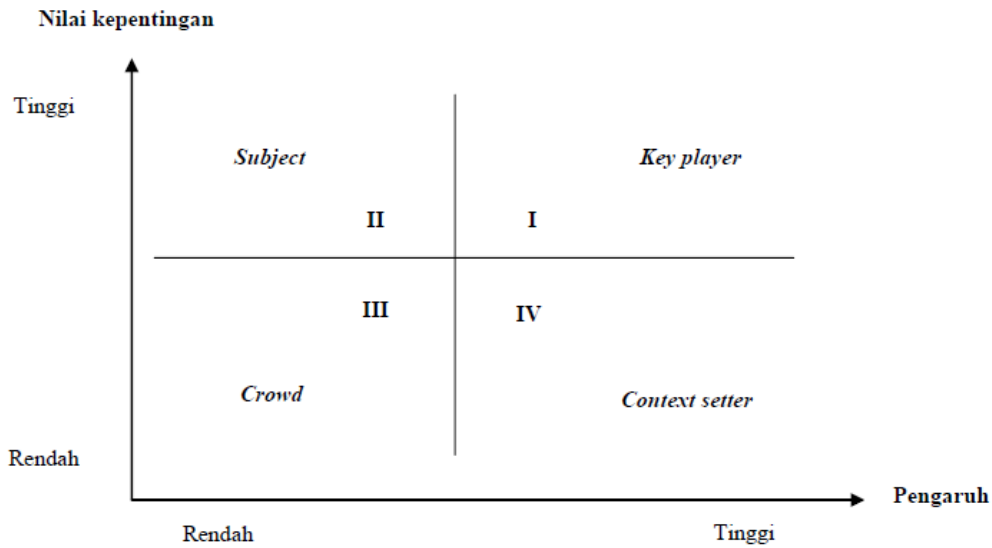 Nilai kepentingan
Tinggi
Subject
Key player
II
I
III
IV
Crowd
Context setter
Rendah
Pengaruh
Rendah
Tinggi